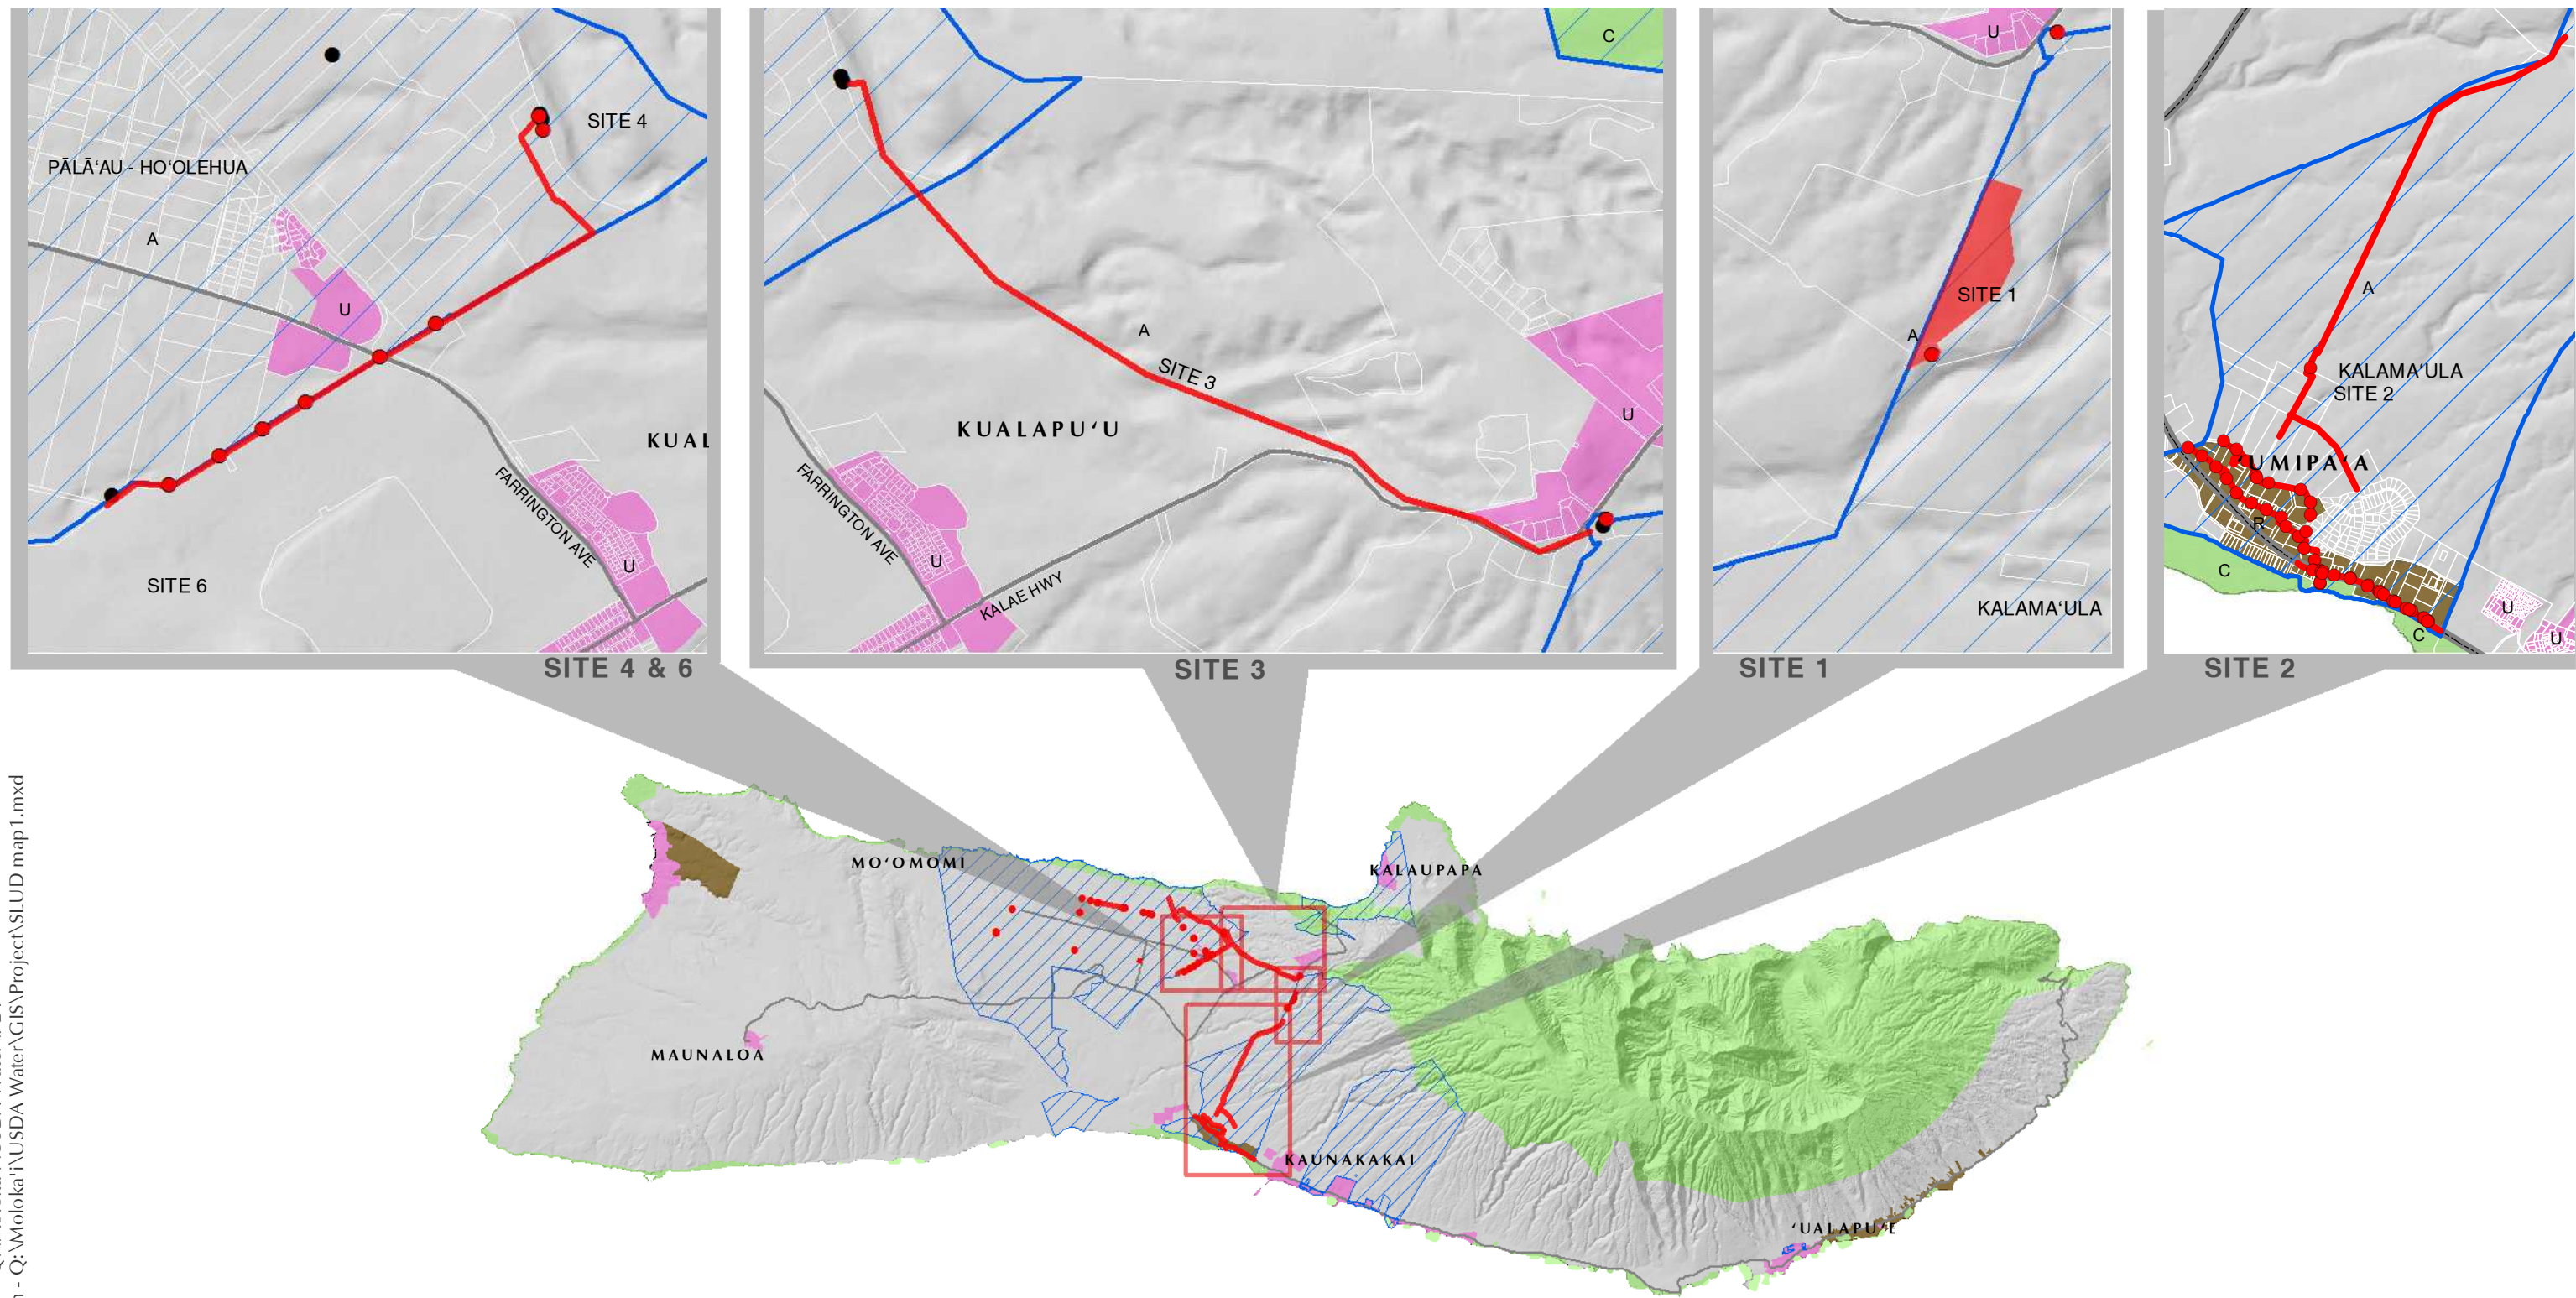 SITE 4
PĀLĀʻAU - HOʻOLEHUA
A
U
KUAL
FARRINGTON AVE
U
SITE 6
SITE 4 & 6
C
A
SITE 3
KUALAPUʻU
U
FARRINGTON AVE
U
KALAE HWY
SITE 3
U
SITE 1
A
KALAMAʻULA
SITE 1
A
KALAMAʻULA
SITE 2
ʻUMIPAʻA
R
C
U
C
U
SITE 2
MOʻOMOMI
KALAUPAPA
MAUNALOA
KAUNAKAKAI
ʻUALAPUʻE
- Q:\Moloka'i\USDA Water\GIS\Project\SLUD map1.mxd